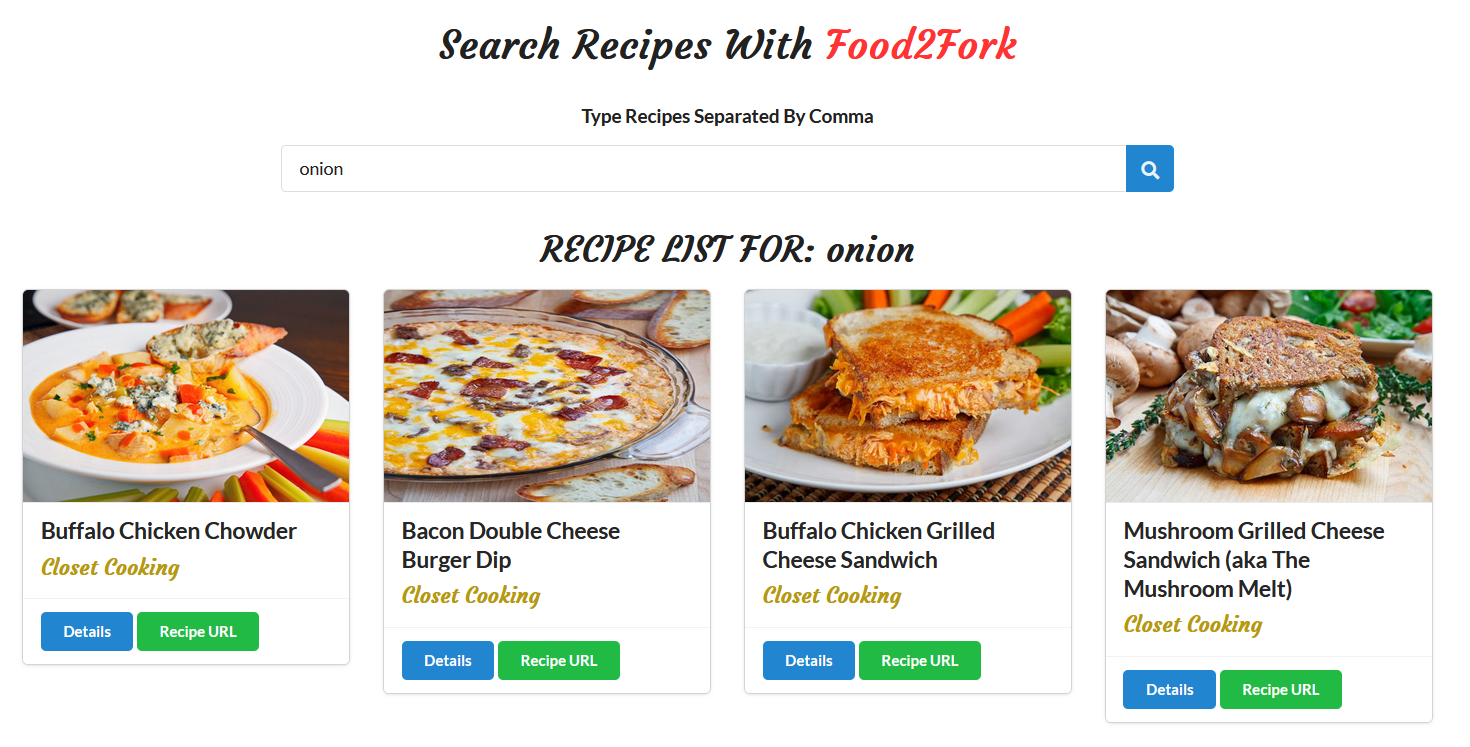 Search Recipes With Food2Fork
Type Recipes Separated By Comma
onion
RECIPE LIST FOR: onion
Buffalo Chicken Chowder
Closet Cooking
Details
Recipe URL
Bacon Double Cheese
Burger Dip
Closet Cooking
Details
Recipe URL
Buffalo Chicken Grilled
Cheese Sandwich
Closet Cooking
Details
Recipe URL
Mushroom Grilled Cheese
Sandwich (aka The
Mushroom Melt)
Closet Cooking
Details
Recipe URL